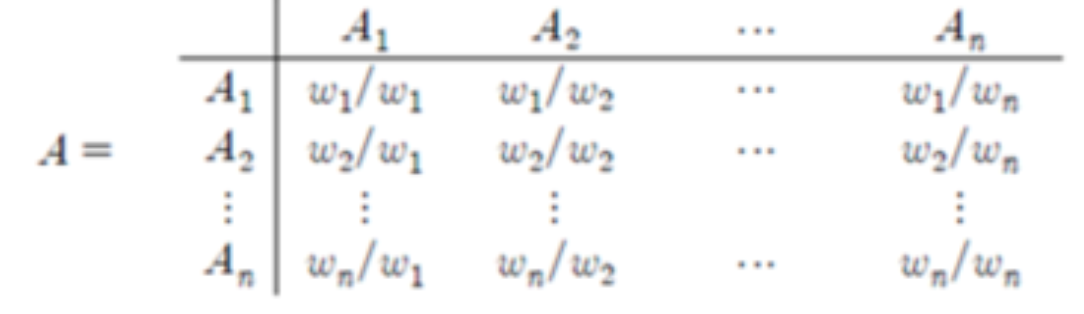 A₁ A₂ ⋯ Aₙ
A₁ w₁/w₁ w₁/w₂ ⋯ w₁/wₙ
A = A₂ w₂/w₁ w₂/w₂ ⋯ w₂/wₙ
⋮ ⋮ ⋮ ⋮
Aₙ wₙ/w₁ wₙ/w₂ ⋯ wₙ/wₙ